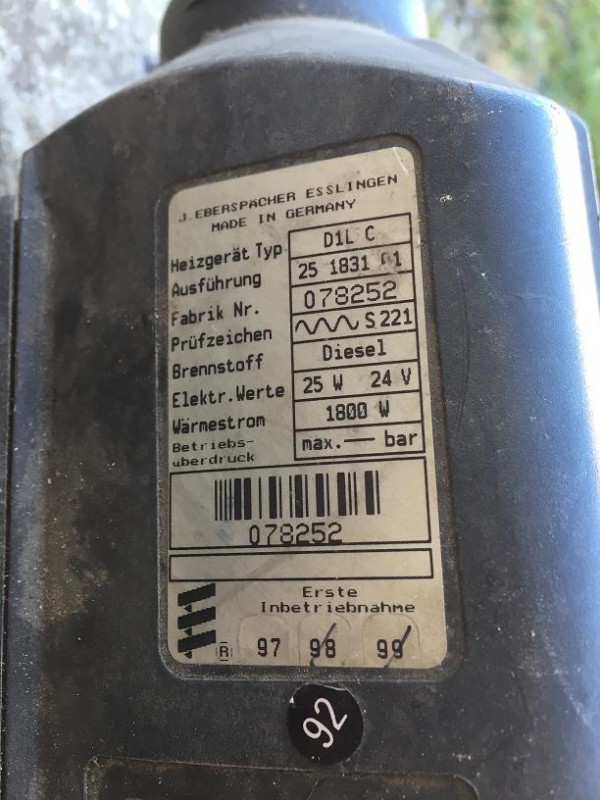 J.EBERSPÄCHER ESSLINGEN
MADE IN GERMANY
Heizgerät Typ D1L C
Ausführung 25 1831 01
Fabrik Nr. 078252
Prüfzeichen S 221
Brennstoff Diesel
Elektr.Werte 25 W 24 V
Wärmestrom 1800 W
Betriebs-
überdruck max. — bar
078252
Erste
Inbetriebnahme
R 97 98 99
92